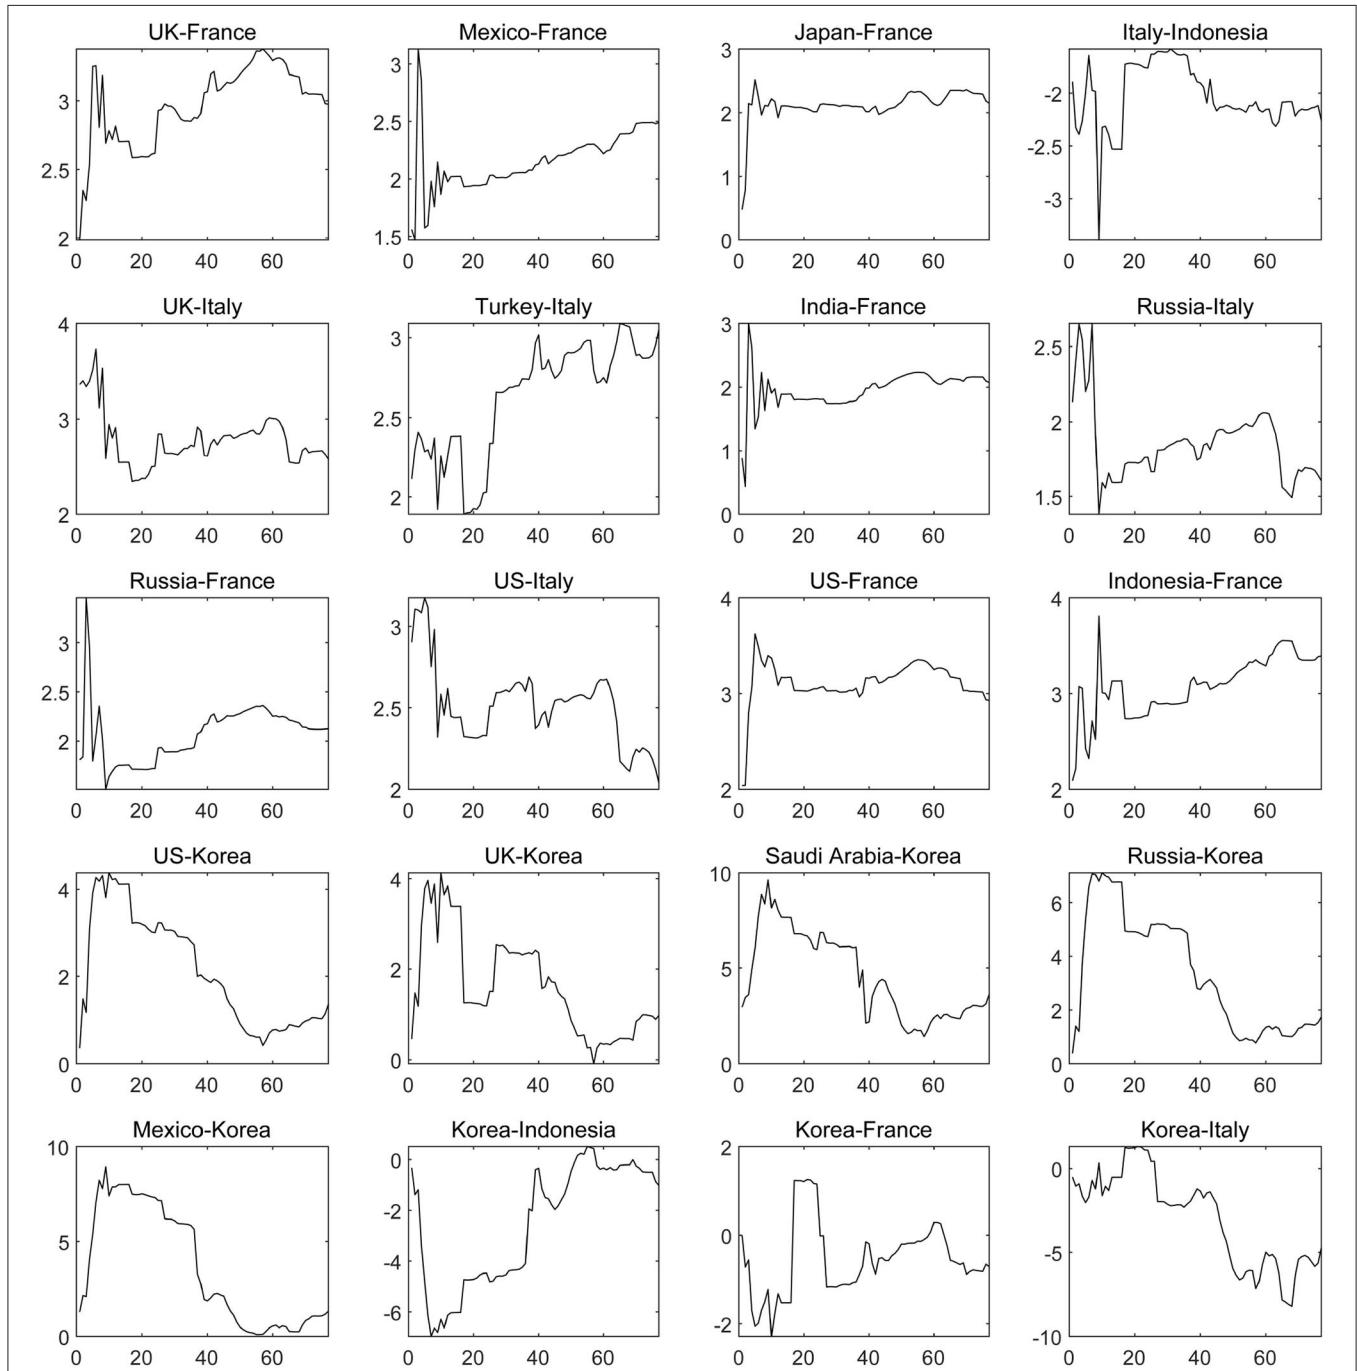 UK-France Mexico-France Japan-France Italy-Indonesia
3 3 3 -2
2.5 2.5 2 -2.5
2 2 1 -3
1.5 0
0 20 40 60 0 20 40 60 0 20 40 60 0 20 40 60
UK-Italy Turkey-Italy India-France Russia-Italy
4 3 3 2.5
3 2.5 2 2
2 2 1 1.5
0
0 20 40 60 0 20 40 60 0 20 40 60 0 20 40 60
Russia-France US-Italy US-France Indonesia-France
3 3 4 4
2.5 2.5 3 3
2 2 2 2
0 20 40 60 0 20 40 60 0 20 40 60 0 20 40 60
US-Korea UK-Korea Saudi Arabia-Korea Russia-Korea
4 4 10 6
2 2 5 4
0 0 0 2
0
0 20 40 60 0 20 40 60 0 20 40 60 0 20 40 60
Mexico-Korea Korea-Indonesia Korea-France Korea-Italy
10 0 2 0
5 -2 0 -5
0 -4 -2 -10
-6
0 20 40 60 0 20 40 60 0 20 40 60 0 20 40 60